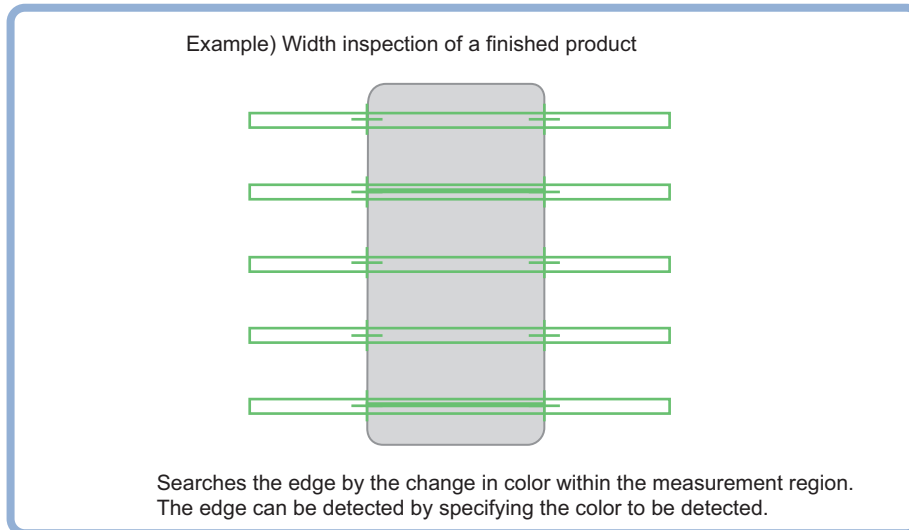 Example) Width inspection of a finished product
Searches the edge by the change in color within the measurement region.
The edge can be detected by specifying the color to be detected.